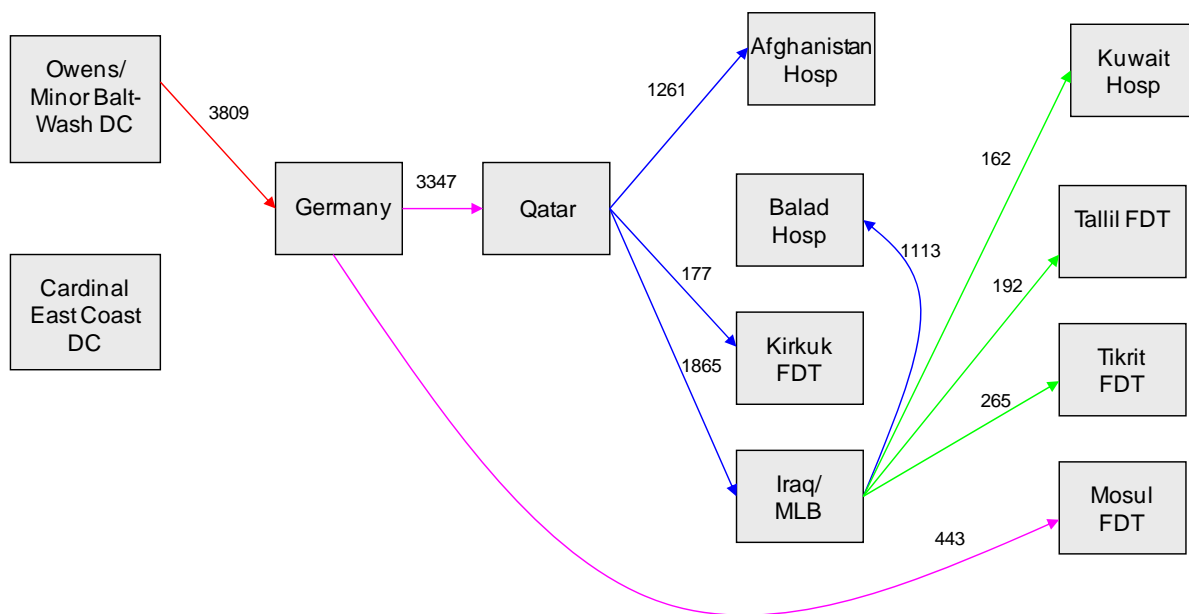 Owens/
Minor Balt-
Wash DC
3809
Cardinal
East Coast
DC
Germany
3347
Qatar
1261
177
1865
Afghanistan
Hosp
Balad
Hosp
1113
Kirkuk
FDT
Iraq/
MLB
162
192
265
443
Kuwait
Hosp
Tallil FDT
Tikrit
FDT
Mosul
FDT